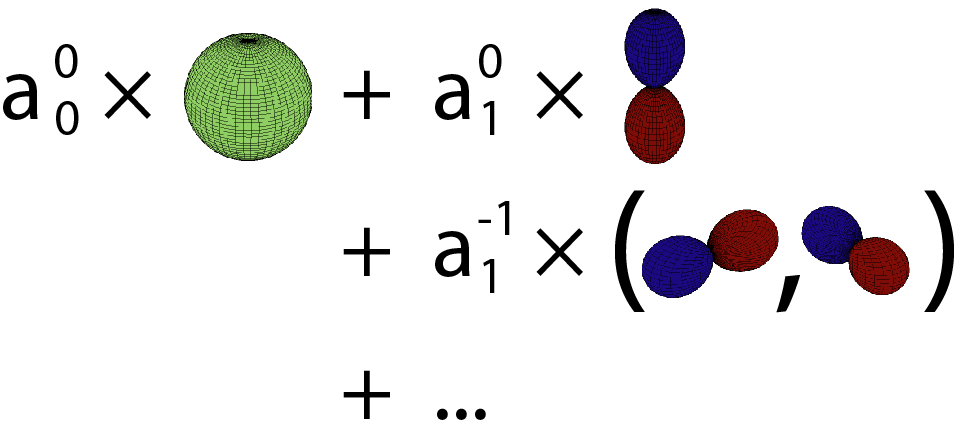 a⁰₀ × + a⁰₁ ×
+ a⁻¹₁ × ( , )
+ ...